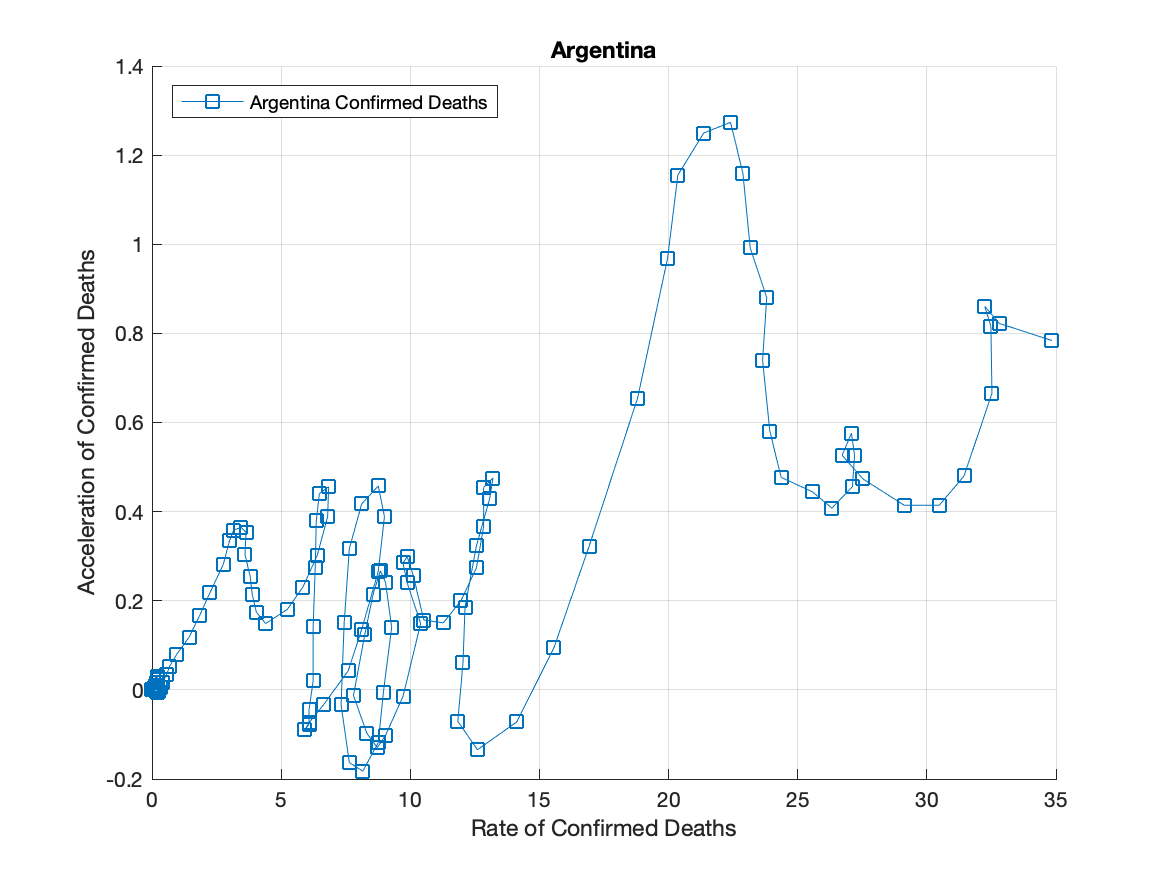 Argentina
Argentina Confirmed Deaths
1.4
1.2
1
0.8
0.6
0.4
0.2
0
-0.2
Acceleration of Confirmed Deaths
0 5 10 15 20 25 30 35
Rate of Confirmed Deaths